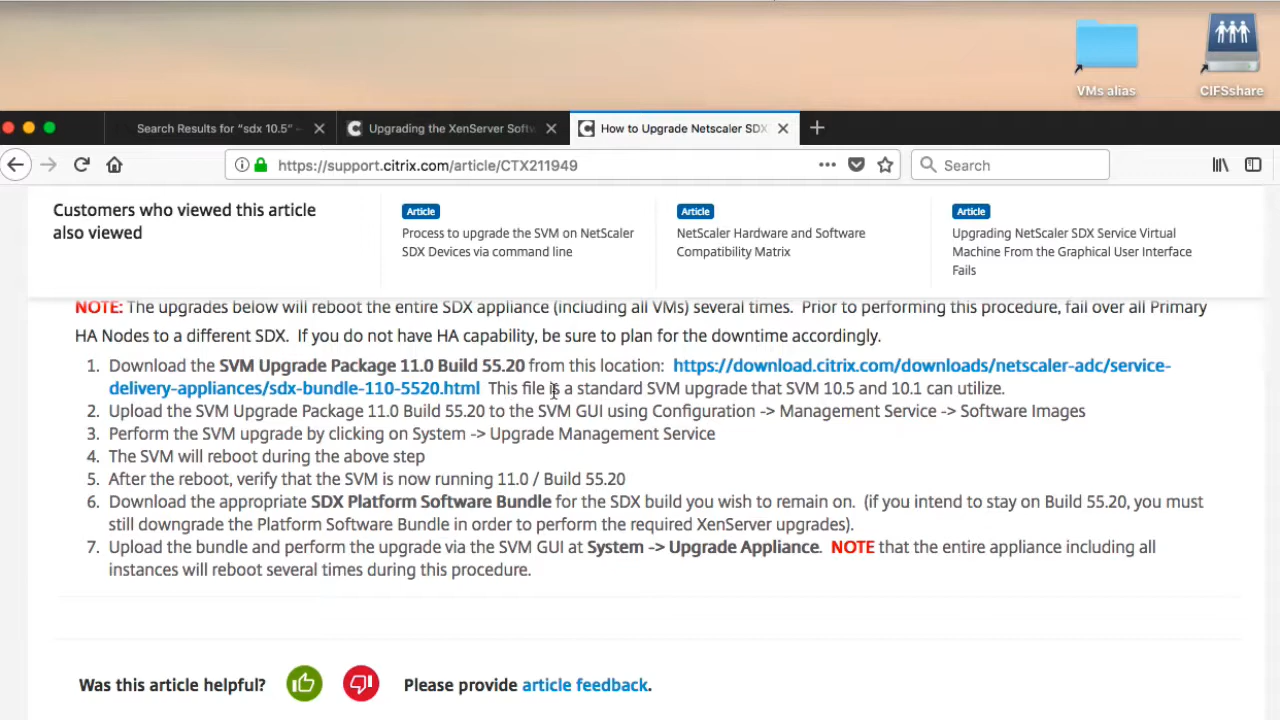 VMs alias
CIFSshare
Search Results for “sdx 10.5” -
Upgrading the XenServer Softw
How to Upgrade Netscaler SDX
https://support.citrix.com/article/CTX211949
Search
Customers who viewed this article
also viewed
Article
Process to upgrade the SVM on NetScaler
SDX Devices via command line
Article
NetScaler Hardware and Software
Compatibility Matrix
Article
Upgrading NetScaler SDX Service Virtual
Machine From the Graphical User Interface
Fails
NOTE: The upgrades below will reboot the entire SDX appliance (including all VMs) several times. Prior to performing this procedure, fail over all Primary
HA Nodes to a different SDX. If you do not have HA capability, be sure to plan for the downtime accordingly.
1. Download the SVM Upgrade Package 11.0 Build 55.20 from this location: https://download.citrix.com/downloads/netscaler-adc/service-
delivery-appliances/sdx-bundle-110-5520.html This file is a standard SVM upgrade that SVM 10.5 and 10.1 can utilize.
2. Upload the SVM Upgrade Package 11.0 Build 55.20 to the SVM GUI using Configuration -> Management Service -> Software Images
3. Perform the SVM upgrade by clicking on System -> Upgrade Management Service
4. The SVM will reboot during the above step
5. After the reboot, verify that the SVM is now running 11.0 / Build 55.20
6. Download the appropriate SDX Platform Software Bundle for the SDX build you wish to remain on. (if you intend to stay on Build 55.20, you must
still downgrade the Platform Software Bundle in order to perform the required XenServer upgrades).
7. Upload the bundle and perform the upgrade via the SVM GUI at System -> Upgrade Appliance. NOTE that the entire appliance including all
instances will reboot several times during this procedure.
Was this article helpful?
Please provide article feedback.